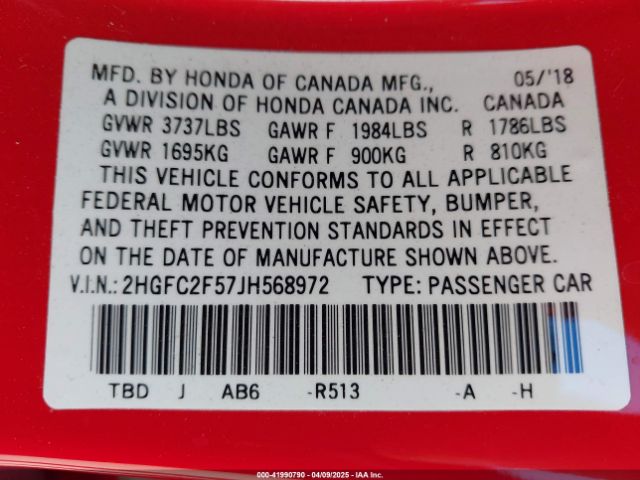 MFD. BY HONDA OF CANADA MFG., 05/'18
A DIVISION OF HONDA CANADA INC. CANADA
GVWR 3737LBS GAWR F 1984LBS R 1786LBS
GVWR 1695KG GAWR F 900KG R 810KG
THIS VEHICLE CONFORMS TO ALL APPLICABLE
FEDERAL MOTOR VEHICLE SAFETY, BUMPER,
AND THEFT PREVENTION STANDARDS IN EFFECT
ON THE DATE OF MANUFACTURE SHOWN ABOVE.
V.I.N.: 2HGFC2F57JH568972 TYPE: PASSENGER CAR
TBD J AB6 -R513 -A -H
000-41990790 - 04/09/2025 - IAA Inc.